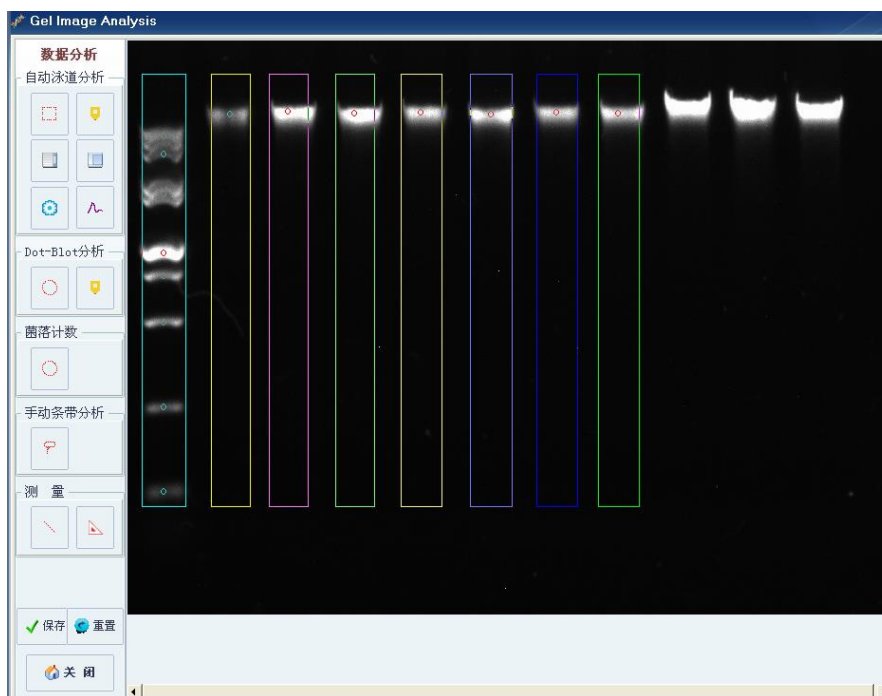 Gel Image Analysis
数据分析
自动泳道分析
Dot-Blot分析
菌落计数
手动条带分析
测 量
保存 重置
关 闭